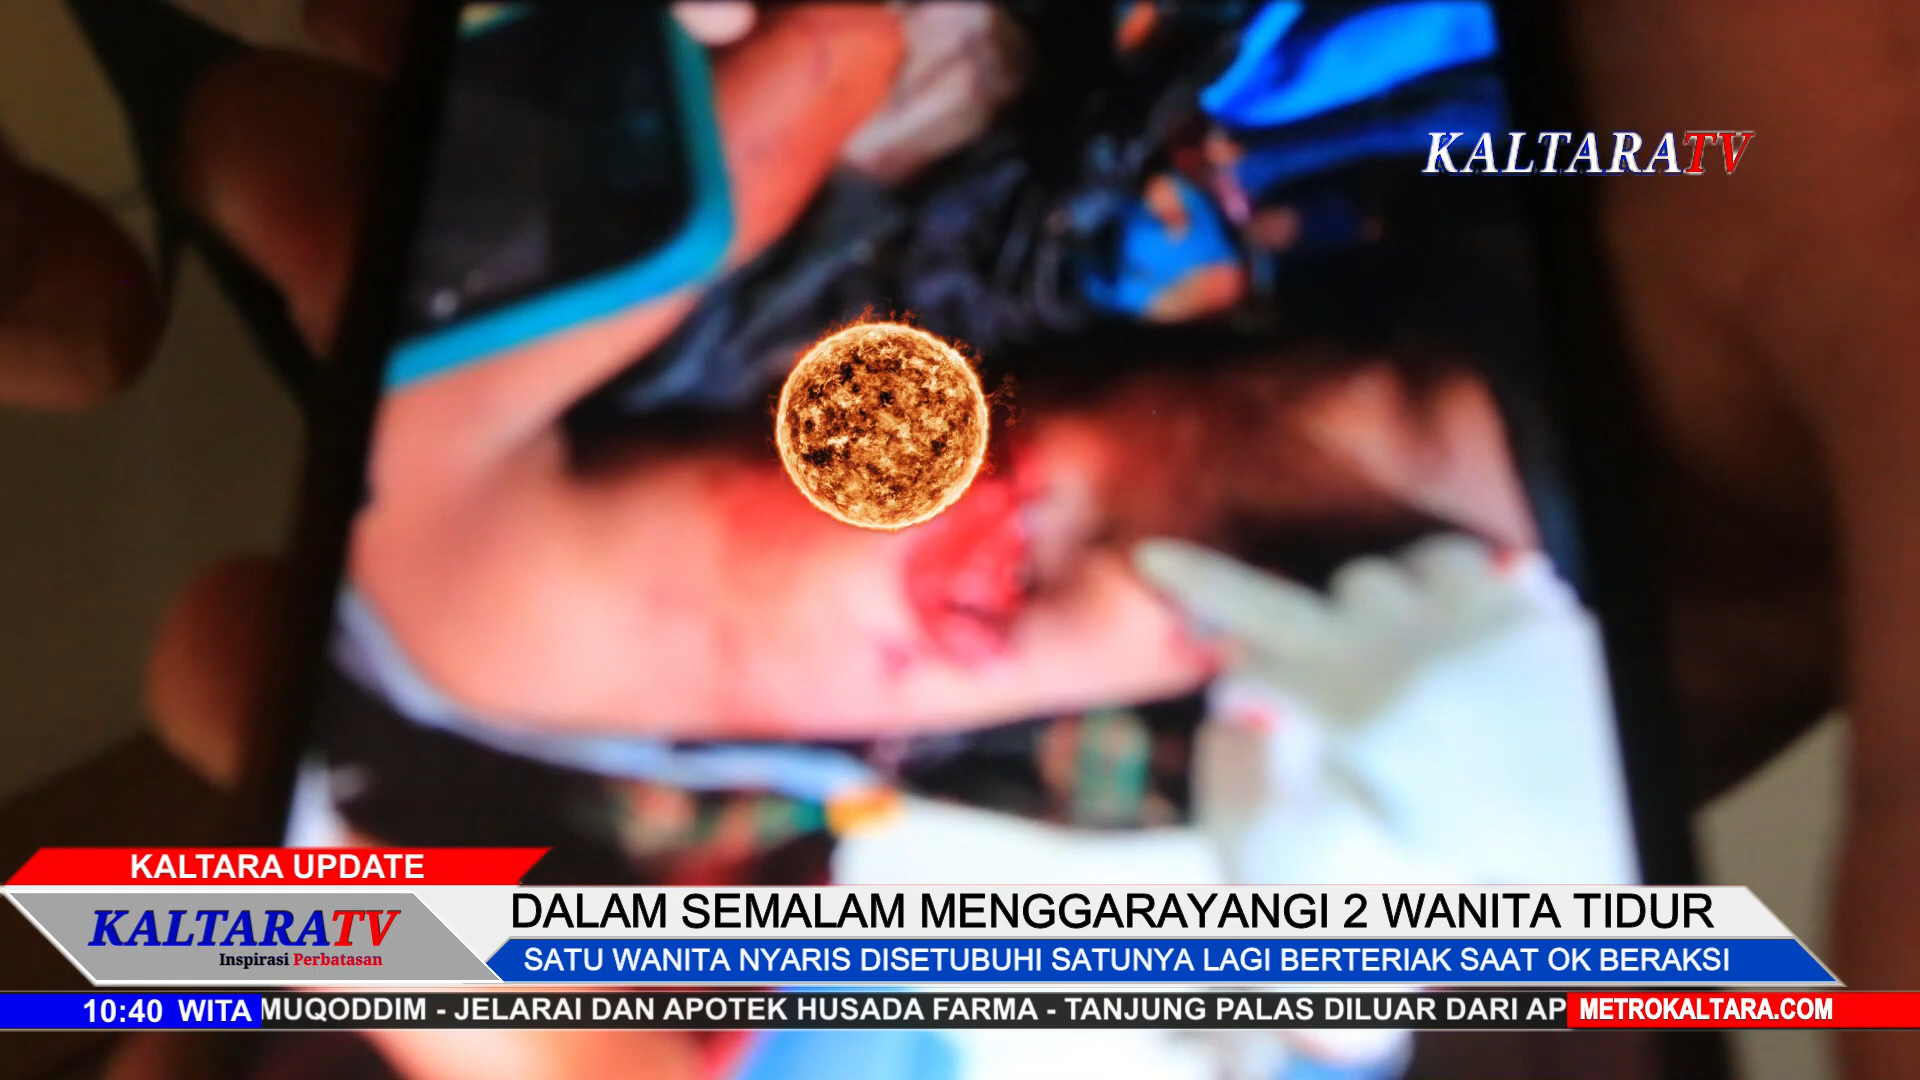 KALTARATV
KALTARA UPDATE
KALTARATV
Inspirasi Perbatasan
DALAM SEMALAM MENGGARAYANGI 2 WANITA TIDUR
SATU WANITA NYARIS DISETUBUHI SATUNYA LAGI BERTERIAK SAAT OK BERAKSI
10:40 WITA
MUQODDIM - JELARAI DAN APOTEK HUSADA FARMA - TANJUNG PALAS DILUAR DARI AP
METROKALTARA.COM